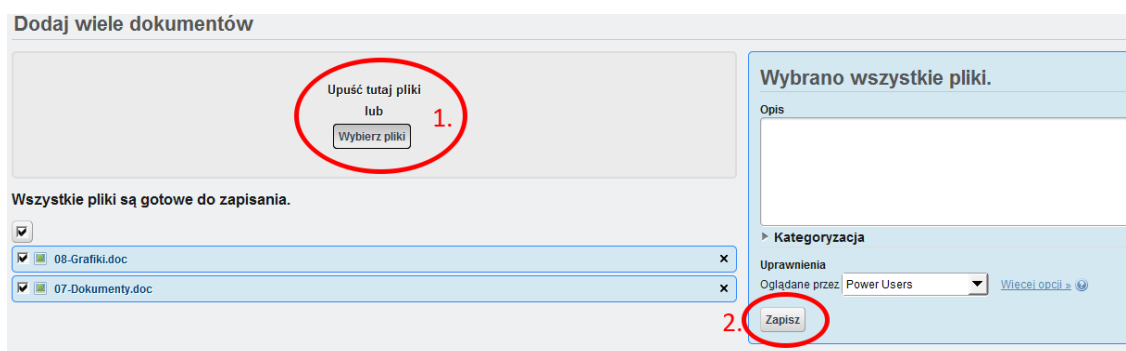 Dodaj wiele dokumentów
Upuść tutaj pliki
lub
Wybierz pliki
1.
Wszystkie pliki są gotowe do zapisania.
08-Grafiki.doc
07-Dokumenty.doc
Wybrano wszystkie pliki.
Opis
Kategoryzacja
Uprawnienia
Oglądane przez Power Users Więcej opcji »
2.
Zapisz